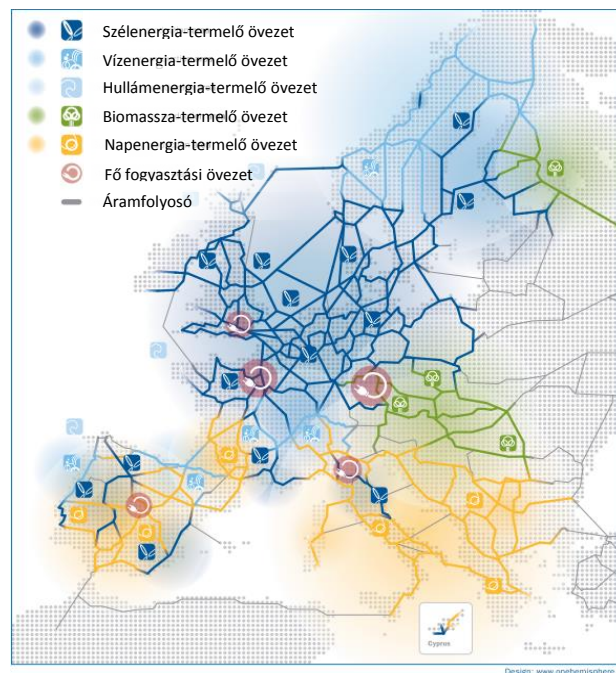 Szélenergia-termelő övezet
Vízenergia-termelő övezet
Hullámenergia-termelő övezet
Biomassza-termelő övezet
Napenergia-termelő övezet
Fő fogyasztási övezet
Áramfolyosó
Cyprus
Design: www.onehemisphere